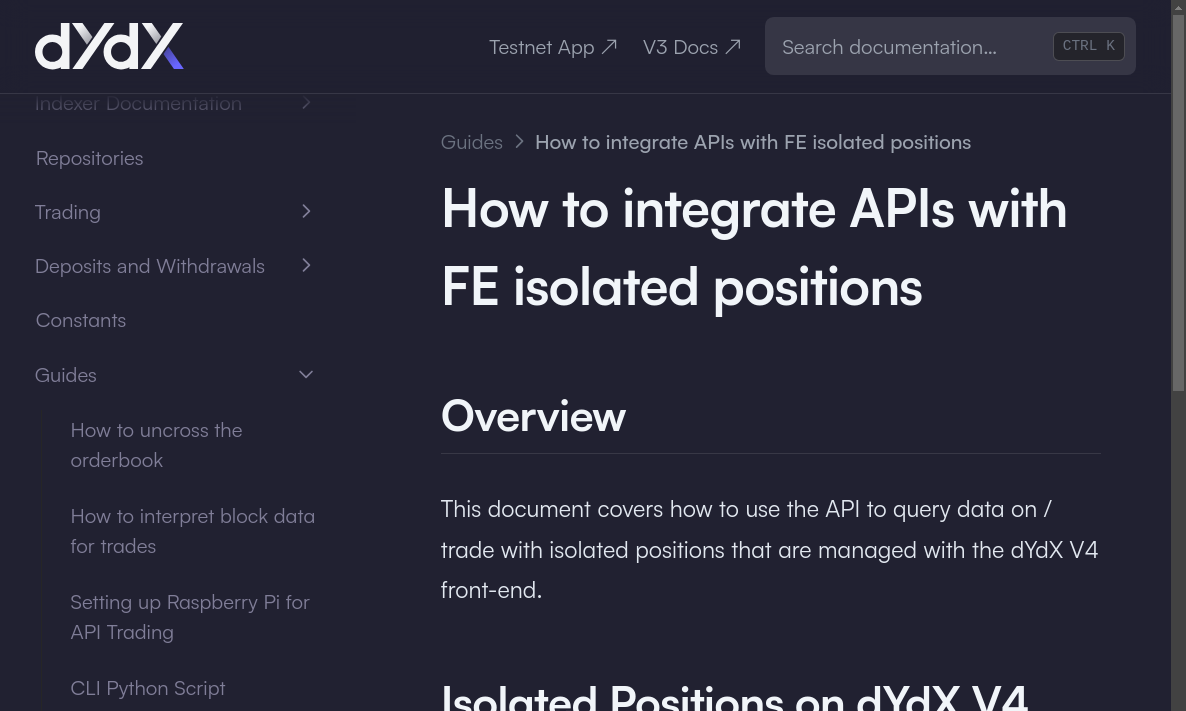 dYdX
Testnet App
V3 Docs
Search documentation...
CTRL K
Indexer Documentation
Repositories
Trading
Deposits and Withdrawals
Constants
Guides
How to uncross the
orderbook
How to interpret block data
for trades
Setting up Raspberry Pi for
API Trading
CLI Python Script
Guides > How to integrate APIs with FE isolated positions
How to integrate APIs with
FE isolated positions
Overview
This document covers how to use the API to query data on /
trade with isolated positions that are managed with the dYdX V4
front-end.
Isolated Positions on dYdX V4